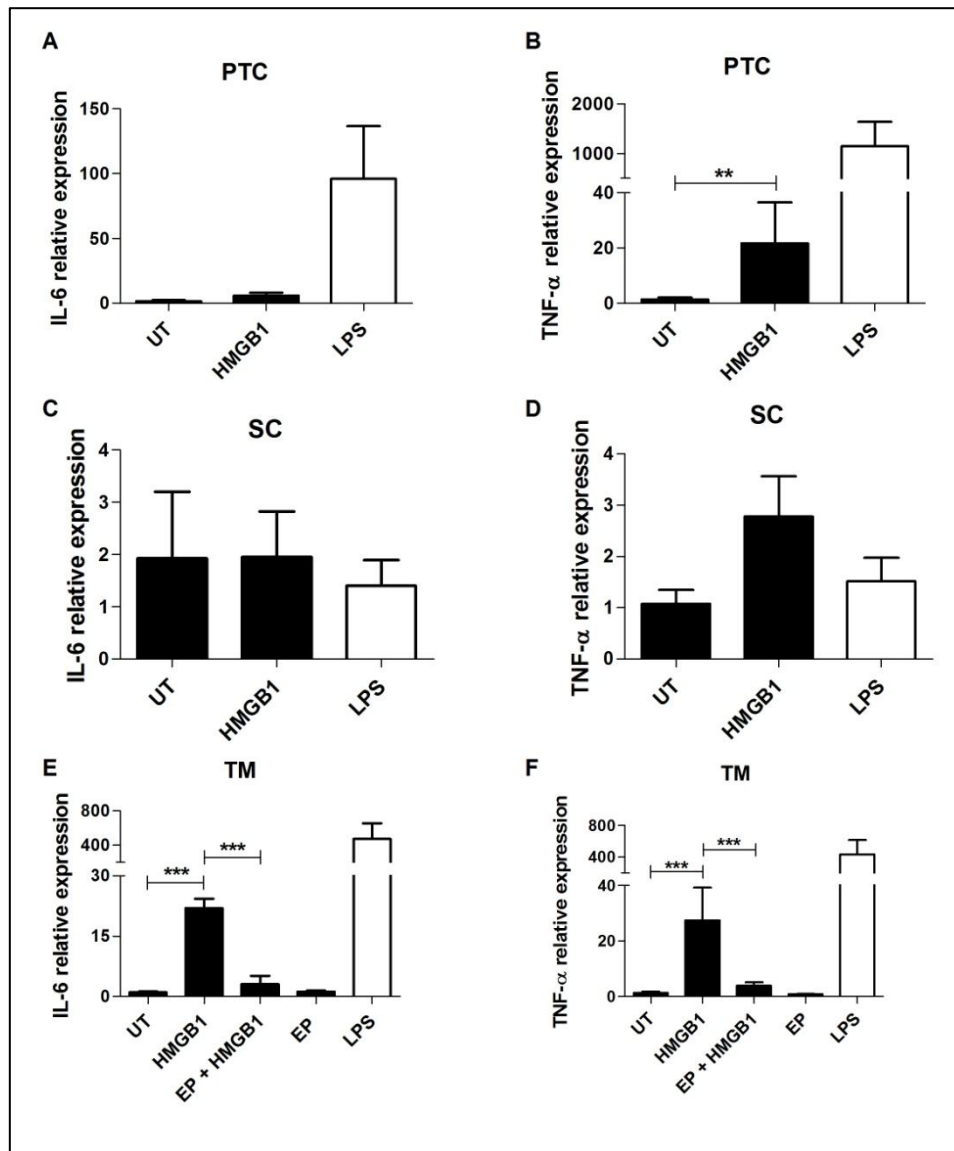 A
PTC
IL-6 relative expression
150
100
50
0
UT
HMGB1
LPS
B
PTC
TNF-α relative expression
2000
1000
40
20
0
**
UT
HMGB1
LPS
C
SC
IL-6 relative expression
4
3
2
1
0
UT
HMGB1
LPS
D
SC
TNF-α relative expression
4
3
2
1
0
UT
HMGB1
LPS
E
TM
IL-6 relative expression
800
400
30
15
0
***
***
UT
HMGB1
EP + HMGB1
EP
LPS
F
TM
TNF-α relative expression
800
400
40
20
0
***
***
UT
HMGB1
EP + HMGB1
EP
LPS